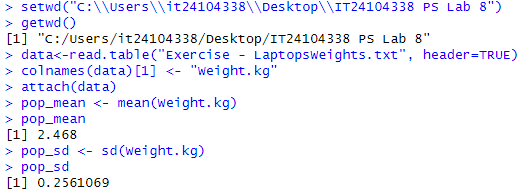 > setwd("C:\\Users\\it24104338\\Desktop\\IT24104338 PS Lab 8")
> getwd()
[1] "C:/Users/it24104338/Desktop/IT24104338 PS Lab 8"
> data<-read.table("Exercise - LaptopsWeights.txt", header=TRUE)
> colnames(data)[1] <- "Weight.kg"
> attach(data)
> pop_mean <- mean(Weight.kg)
> pop_mean
[1] 2.468
> pop_sd <- sd(Weight.kg)
> pop_sd
[1] 0.2561069